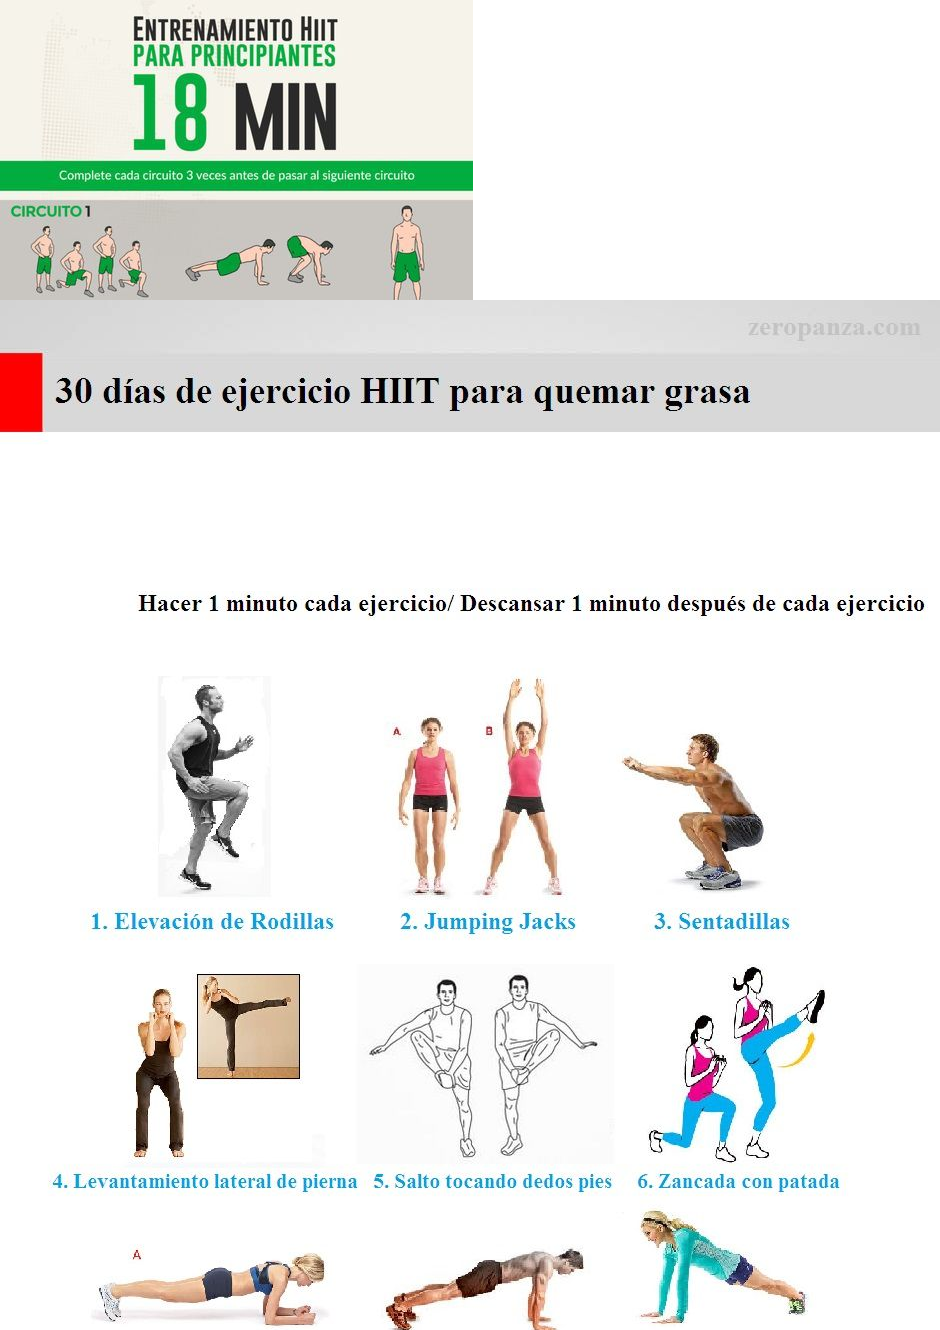 ENTRENAMIENTO HIIT
PARA PRINCIPIANTES
18 MIN
Complete cada circuito 3 veces antes de pasar al siguiente circuito
CIRCUITO 1
zeropanza.com
30 días de ejercicio HIIT para quemar grasa
Hacer 1 minuto cada ejercicio/ Descansar 1 minuto después de cada ejercicio
A
B
1. Elevación de Rodillas
2. Jumping Jacks
3. Sentadillas
4. Levantamiento lateral de pierna
5. Salto tocando dedos pies
6. Zancada con patada
A